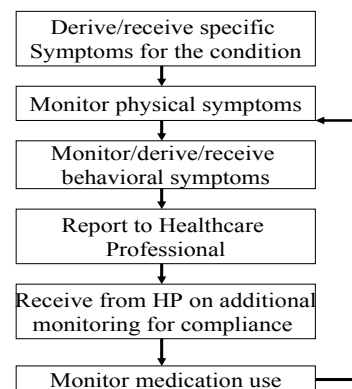 Derive/receive specific
Symptoms for the condition
Monitor physical symptoms
Monitor/derive/receive
behavioral symptoms
Report to Healthcare
Professional
Receive from HP on additional
monitoring for compliance
Monitor medication use